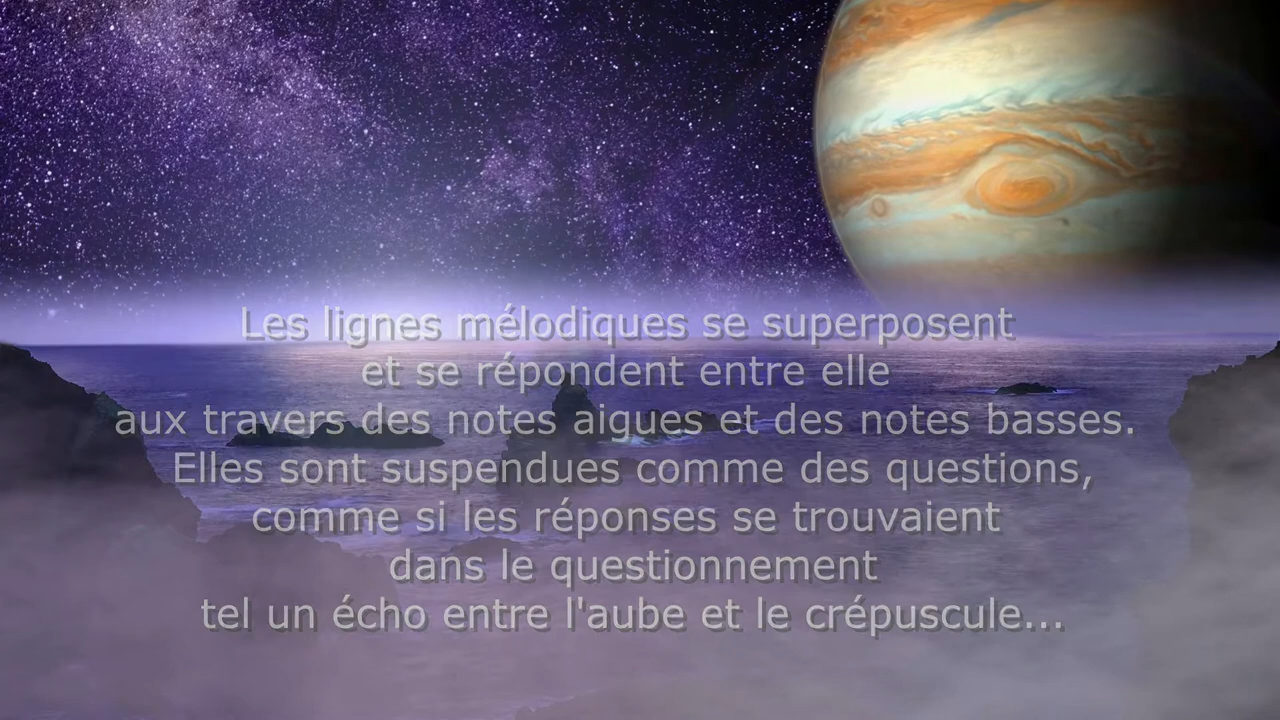 Les lignes mélodiques se superposent
et se répondent entre elle
aux travers des notes aigues et des notes basses.
Elles sont suspendues comme des questions,
comme si les réponses se trouvaient
dans le questionnement
tel un écho entre l'aube et le crépuscule...